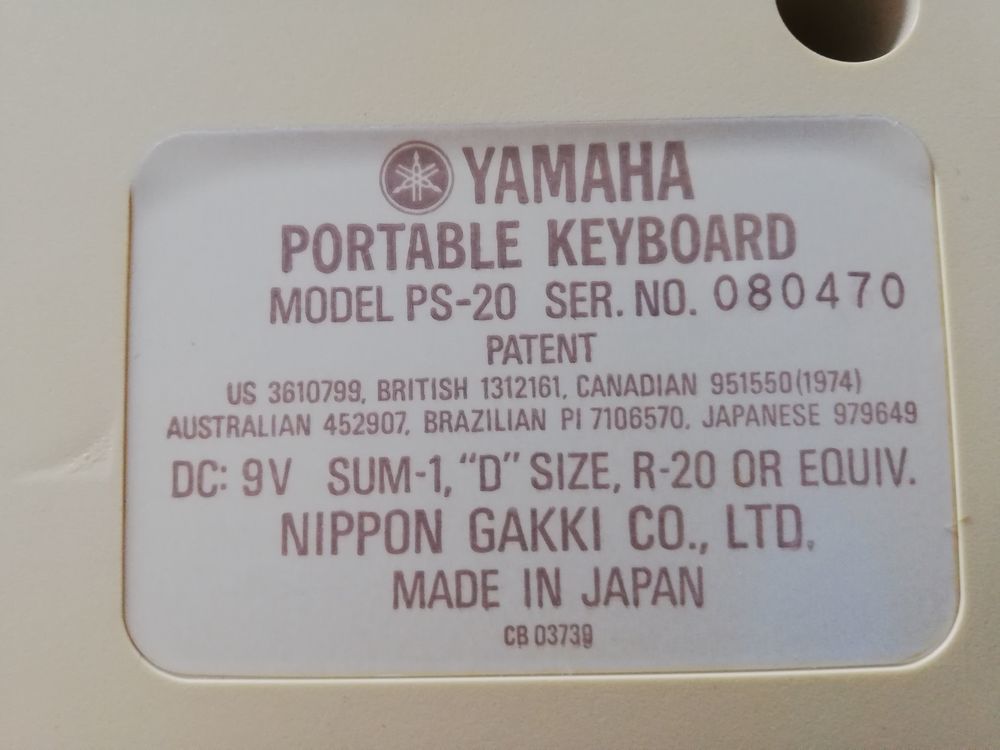 YAMAHA
PORTABLE KEYBOARD
MODEL PS-20 SER. NO. 080470
PATENT
US 3610799, BRITISH 1312161, CANADIAN 951550(1974)
AUSTRALIAN 452907, BRAZILIAN PI 7106570, JAPANESE 979649
DC: 9V SUM-1, “D” SIZE, R-20 OR EQUIV.
NIPPON GAKKI CO., LTD.
MADE IN JAPAN
CB 03739